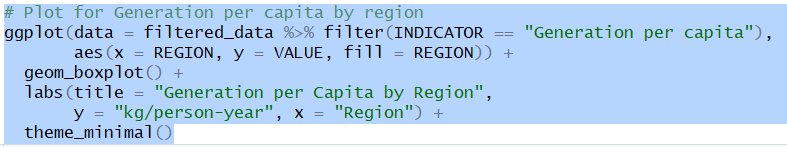 # Plot for Generation per capita by region
ggplot(data = filtered_data %>% filter(INDICATOR == "Generation per capita"),
       aes(x = REGION, y = VALUE, fill = REGION)) +
  geom_boxplot() +
  labs(title = "Generation per Capita by Region",
       y = "kg/person-year", x = "Region") +
  theme_minimal()